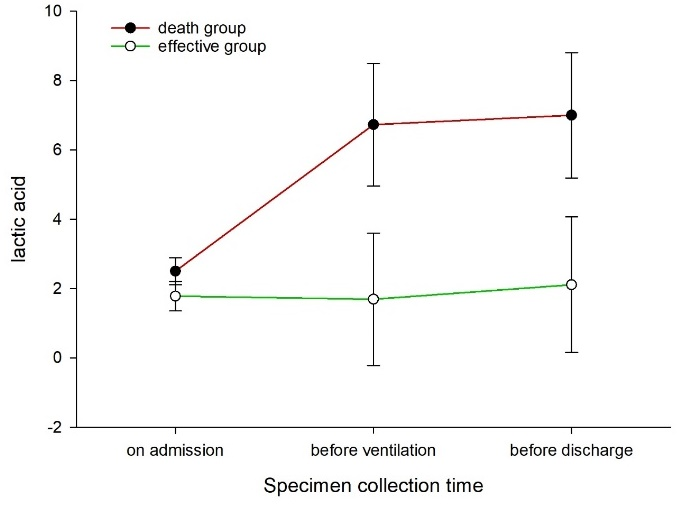 10
death group
effective group
8
6
4
2
0
-2
lactic acid
on admission before ventilation before discharge
Specimen collection time